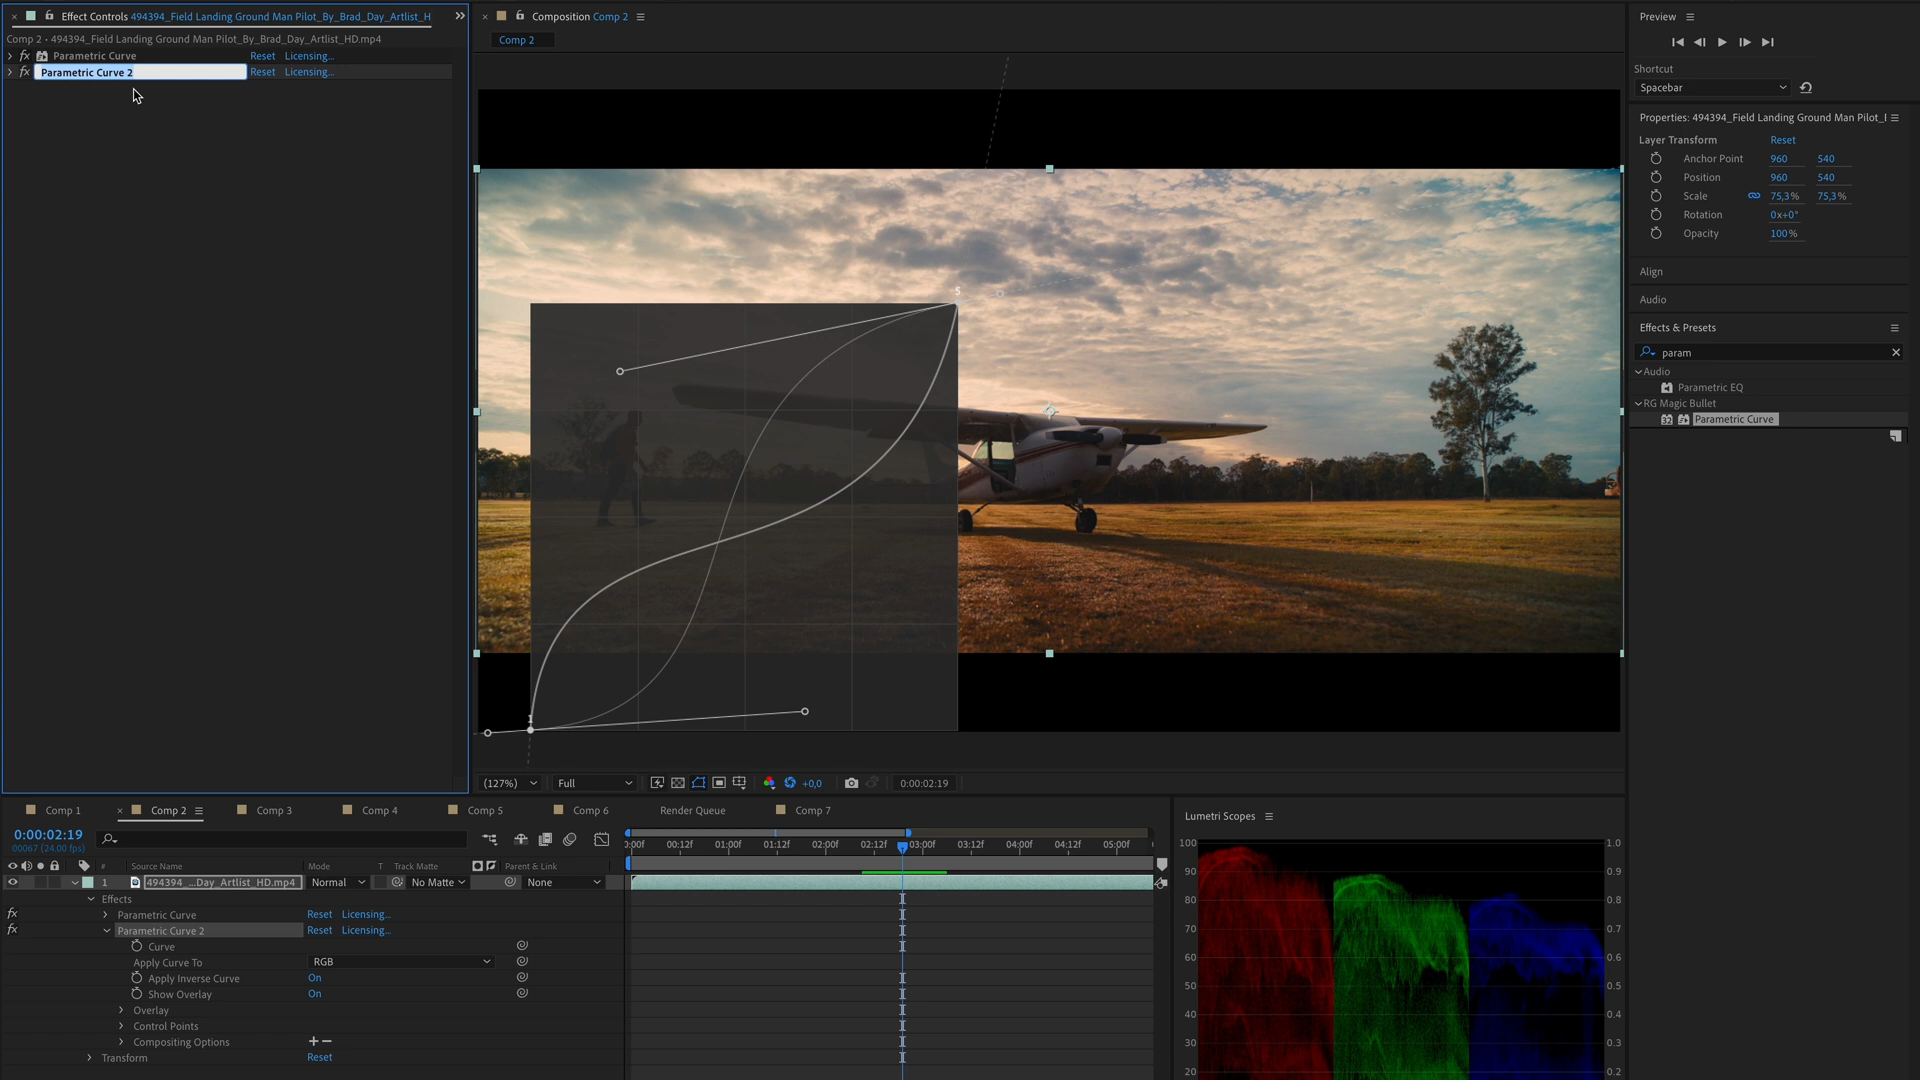 Effect Controls 494394_Field Landing Ground Man Pilot_By_Brad_Day_Artlist_H
Comp 2 • 494394_Field Landing Ground Man Pilot_By_Brad_Day_Artlist_HD.mp4
fx Parametric Curve Reset Licensing...
fx Parametric Curve 2 Reset Licensing...
Composition Comp 2
Comp 2
S
1
(127%) Full +0,0 0:00:02:19
Preview
Shortcut
Spacebar
Properties: 494394_Field Landing Ground Man Pilot_
Layer Transform Reset
Anchor Point 960 540
Position 960 540
Scale 75,3% 75,3%
Rotation 0x+0°
Opacity 100%
Align
Audio
Effects & Presets
param
Audio
Parametric EQ
RG Magic Bullet
32 Parametric Curve
Comp 1 Comp 2 Comp 3 Comp 4 Comp 5 Comp 6 Render Queue Comp 7
0:00:02:19
00067 (24.00 fps)
:00f 00:12f 01:00f 01:12f 02:00f 02:12f 03:00f 03:12f 04:00f 04:12f 05:00f
# Source Name Mode T Track Matte Parent & Link
1 494394_...Day_Artlist_HD.mp4 Normal No Matte None
Effects
fx Parametric Curve Reset Licensing...
fx Parametric Curve 2 Reset Licensing...
Curve
Apply Curve To RGB
Apply Inverse Curve On
Show Overlay On
Overlay
Control Points
Compositing Options +–
Transform Reset
Lumetri Scopes
100 1.0
90 0.9
80 0.8
70 0.7
60 0.6
50 0.5
40 0.4
30 0.3
20 0.2